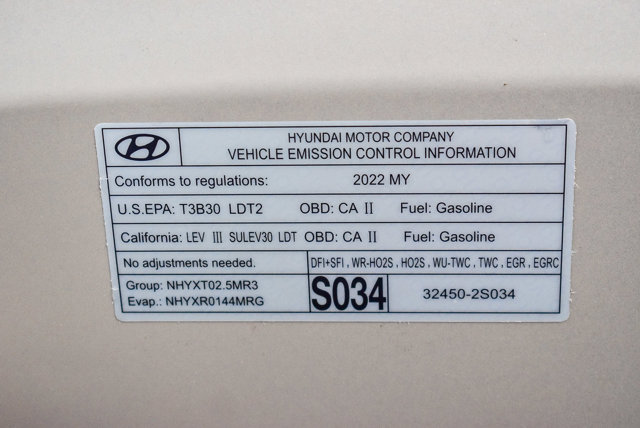 HYUNDAI MOTOR COMPANY
VEHICLE EMISSION CONTROL INFORMATION
Conforms to regulations: 2022 MY
U.S.EPA: T3B30 LDT2 OBD: CA II Fuel: Gasoline
California: LEV III SULEV30 LDT OBD: CA II Fuel: Gasoline
No adjustments needed. DFI+SFI , WR-HO2S , HO2S , WU-TWC , TWC , EGR , EGRC
Group: NHYXT02.5MR3
Evap.: NHYXR0144MRG
S034
32450-2S034